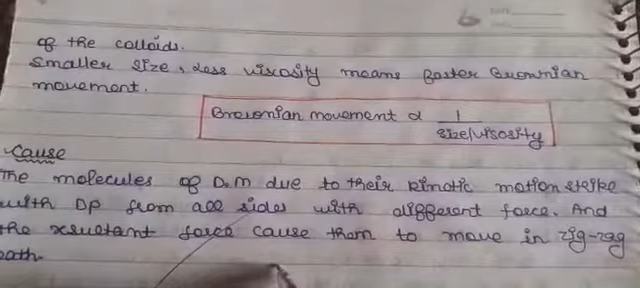 6
of the colloids.
Smaller size, less viscosity means faster Brownian
movement.
Brownian movement α 1
size/viscosity
Cause
The molecules of D.M due to their kinetic motion strike
with DP from all sides with different force. And
the resultant force cause them to move in zig-zag
path.